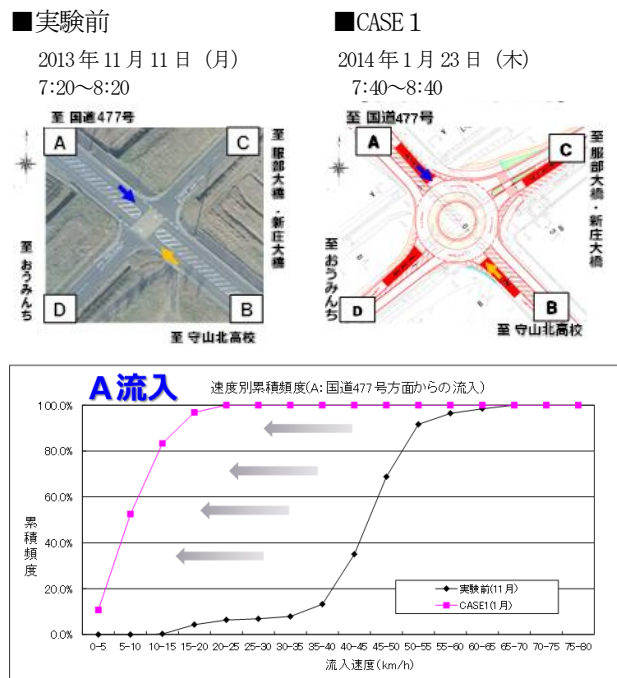 ■実験前
2013年11月11日（月）
7:20～8:20
至 国道477号
A
C
至 服部大橋・新庄大橋
至 おうみんち
D
B
至 守山北高校
■CASE１
2014年1月23日（木）
7:40～8:40
至 国道477号
A
C
至 服部大橋・新庄大橋
至 おうみんち
D
B
至 守山北高校
A流入
速度別累積頻度(A:国道477号方面からの流入)
100.0%
80.0%
60.0%
40.0%
20.0%
0.0%
累積頻度
実験前(11月)
CASE1(1月)
0-5 5-10 10-15 15-20 20-25 25-30 30-35 35-40 40-45 45-50 50-55 55-60 60-65 65-70 70-75 75-80
流入速度(km/h)